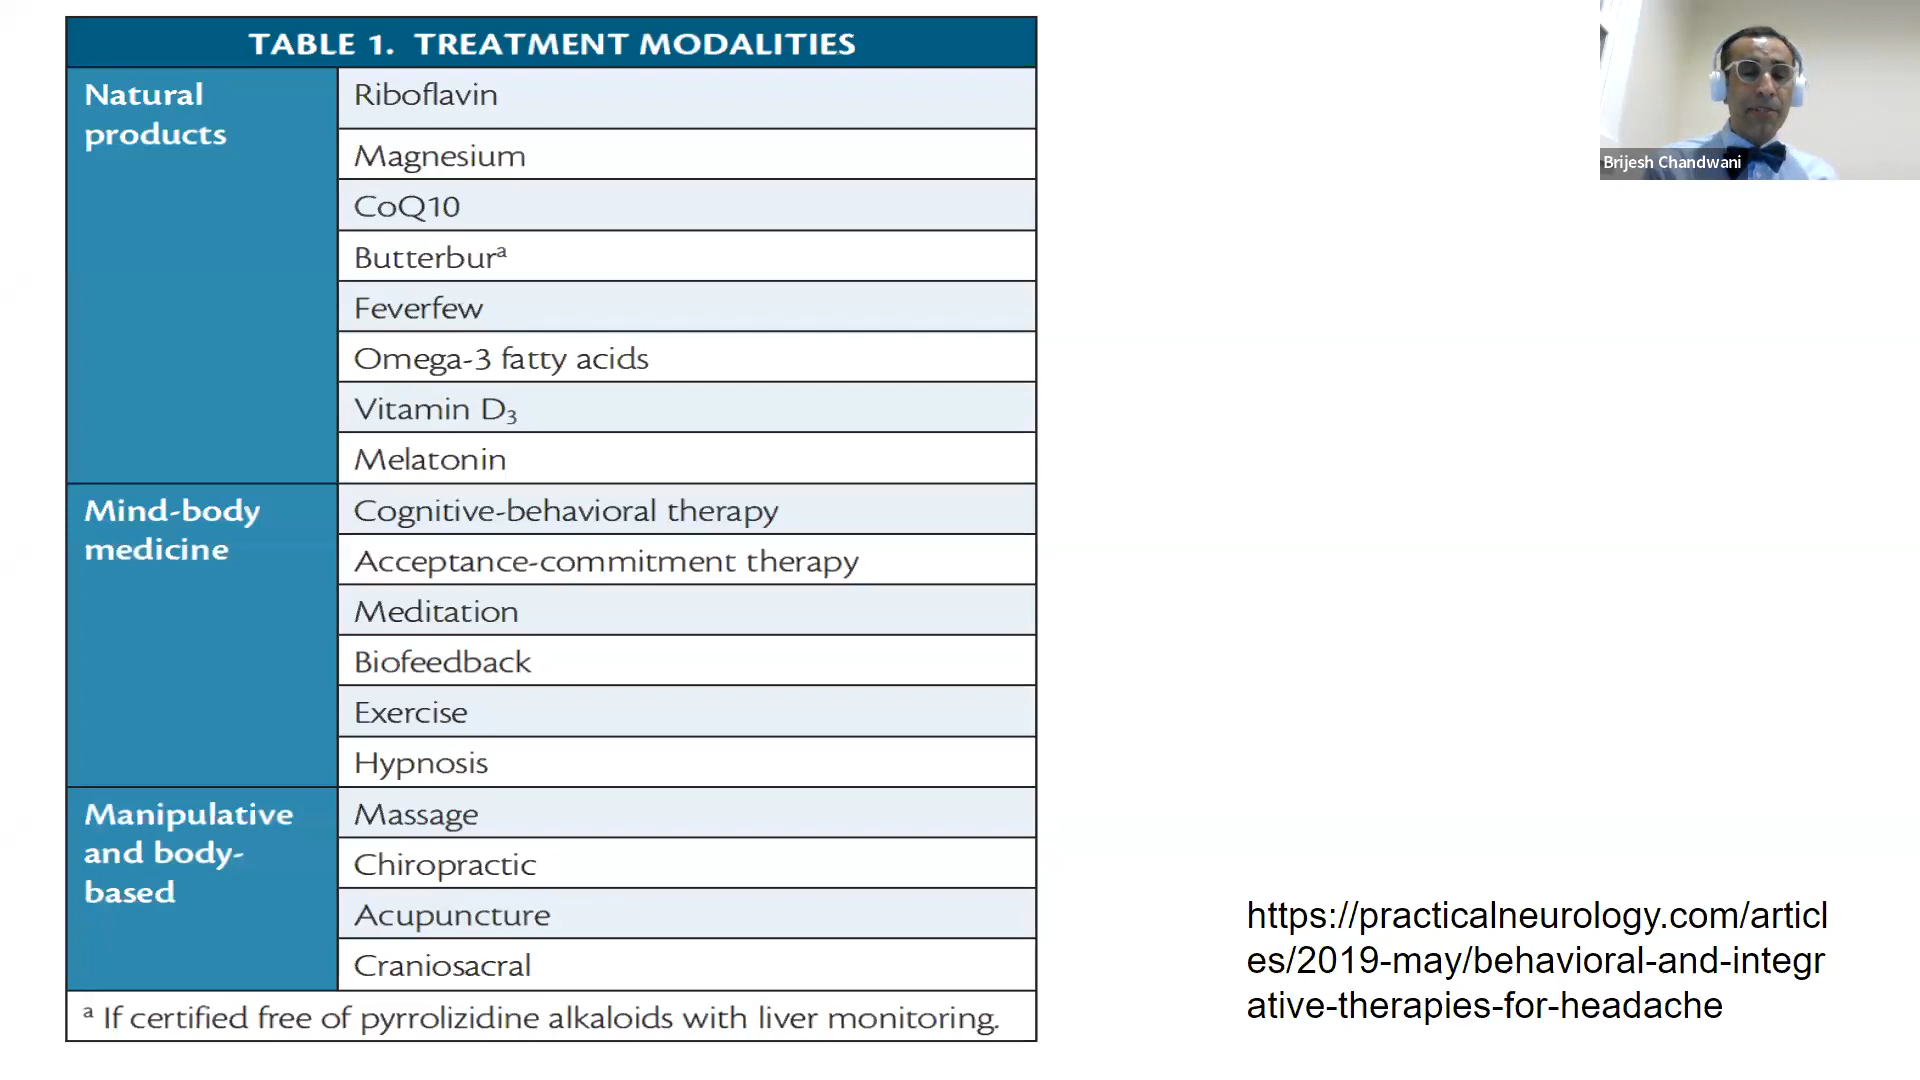 TABLE 1. TREATMENT MODALITIES
Natural
products
Riboflavin
Magnesium
CoQ10
Butterburᵃ
Feverfew
Omega-3 fatty acids
Vitamin D₃
Melatonin
Mind-body
medicine
Cognitive-behavioral therapy
Acceptance-commitment therapy
Meditation
Biofeedback
Exercise
Hypnosis
Manipulative
and body-
based
Massage
Chiropractic
Acupuncture
Craniosacral
ᵃ If certified free of pyrrolizidine alkaloids with liver monitoring.
Brijesh Chandwani
https://practicalneurology.com/articl
es/2019-may/behavioral-and-integr
ative-therapies-for-headache